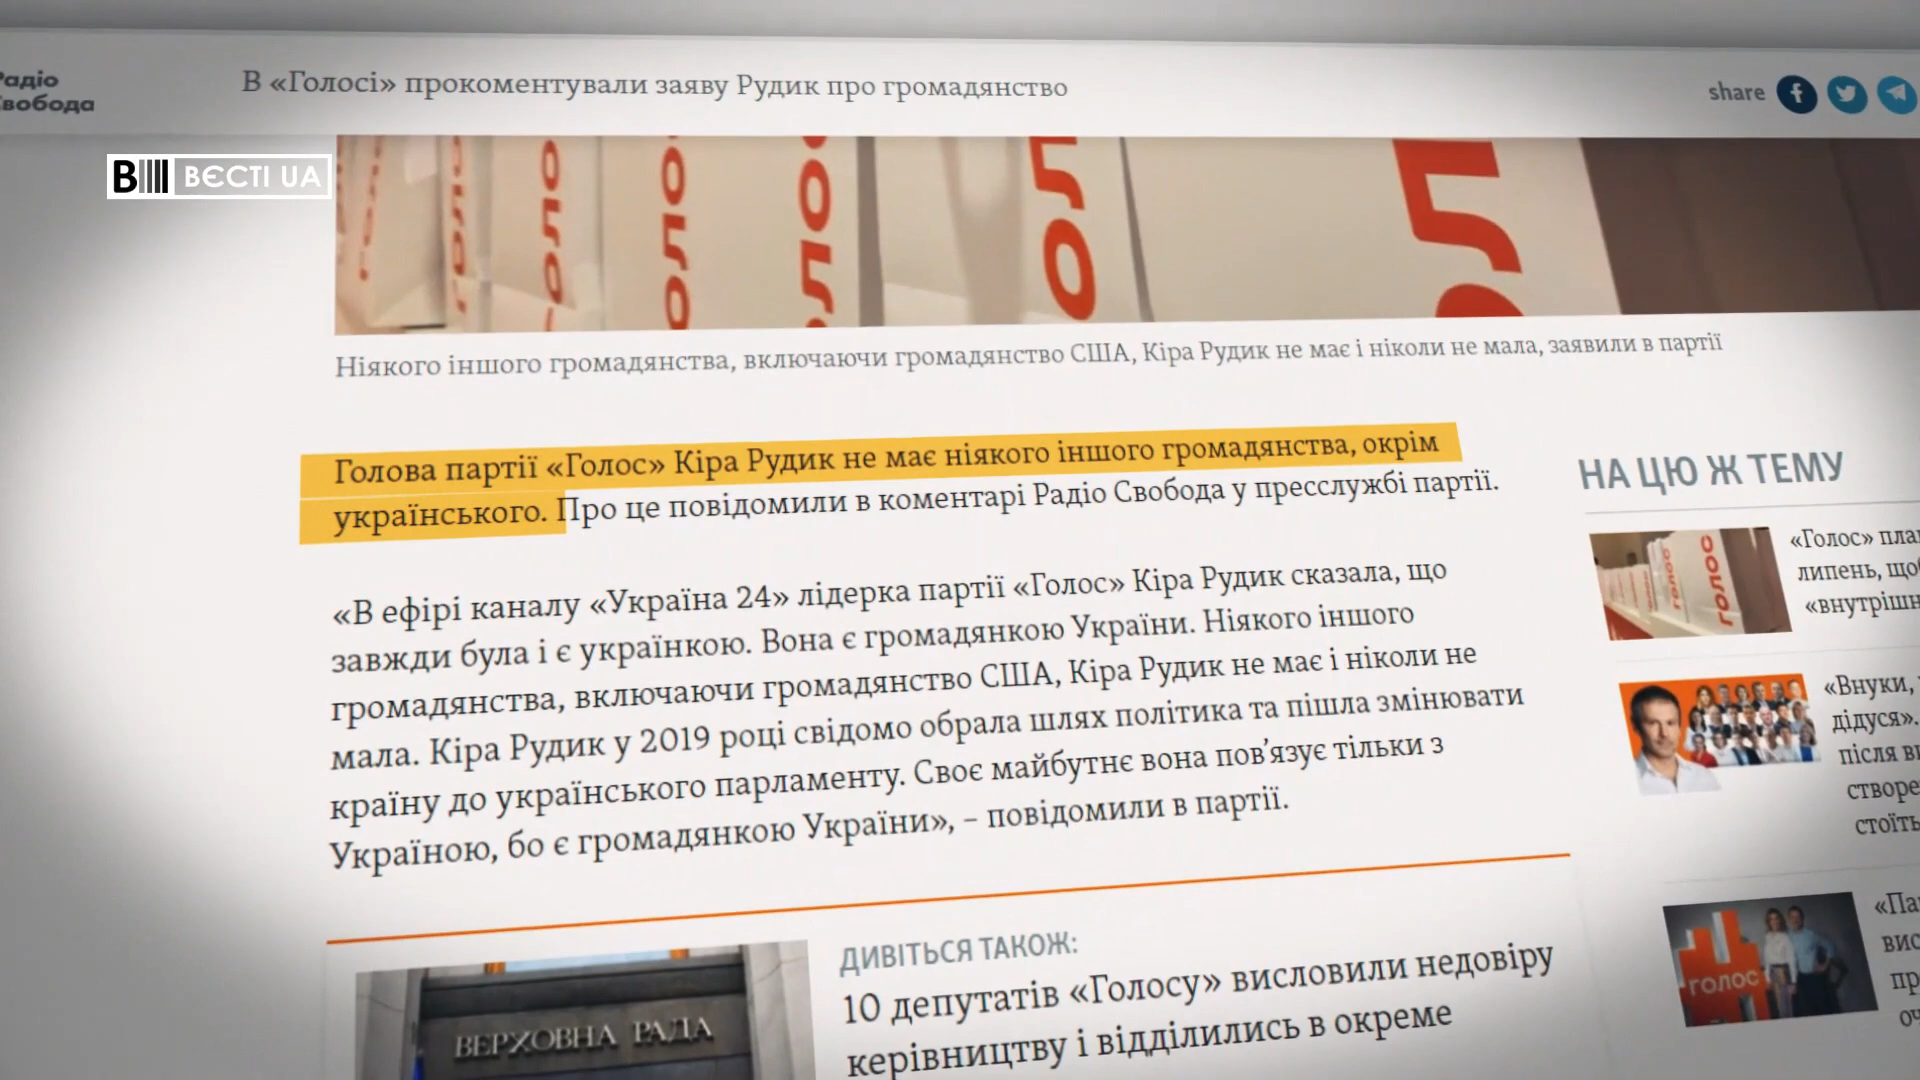 Радіо
Свобода
В «Голосі» прокоментували заяву Рудик про громадянство
share
ВЄСТІ UA
Ніякого іншого громадянства, включаючи громадянство США, Кіра Рудик не має і ніколи не мала, заявили в партії
Голова партії «Голос» Кіра Рудик не має ніякого іншого громадянства, окрім
українського. Про це повідомили в коментарі Радіо Свобода у пресслужбі партії.
«В ефірі каналу «Україна 24» лідерка партії «Голос» Кіра Рудик сказала, що
завжди була і є українкою. Вона є громадянкою України. Ніякого іншого
громадянства, включаючи громадянство США, Кіра Рудик не має і ніколи не
мала. Кіра Рудик у 2019 році свідомо обрала шлях політика та пішла змінювати
країну до українського парламенту. Своє майбутнє вона пов’язує тільки з
Україною, бо є громадянкою України», – повідомили в партії.
ДИВІТЬСЯ ТАКОЖ:
10 депутатів «Голосу» висловили недовіру
керівництву і відділились в окреме
ВЕРХОВНА РАДА
НА ЦЮ Ж ТЕМУ
ГОЛОС
«Голос» пла
липень, що
«внутрішн
«Внуки,
дідуся».
після ви
створе
стоїть
ГОЛОС
«Па
вис
пр
оч